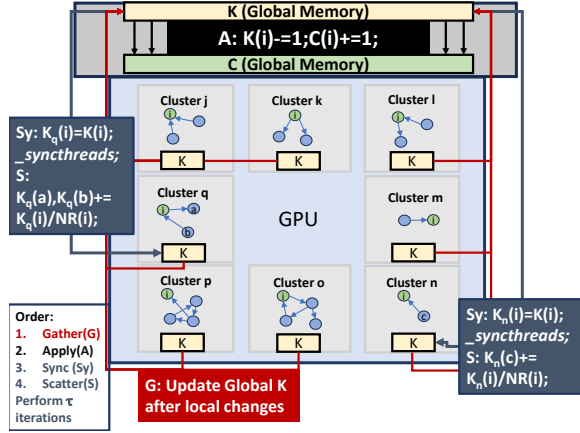 K (Global Memory)
A: K(i)-=1;C(i)+=1;
C (Global Memory)
Cluster j
i
K
Cluster k
i
K
Cluster l
i
K
Sy: Kq(i)=K(i);
_syncthreads;
S:
Kq(a),Kq(b)+=
Kq(i)/NR(i);
Cluster q
i
a
b
K
GPU
Cluster m
i
K
Cluster p
i
K
Cluster o
i
K
Cluster n
i
c
K
Order:
1. Gather(G)
2. Apply(A)
3. Sync (Sy)
4. Scatter(S)
Perform τ
iterations
G: Update Global K
after local changes
Sy: Kn(i)=K(i);
_syncthreads;
S: Kn(c)+=
Kn(i)/NR(i);